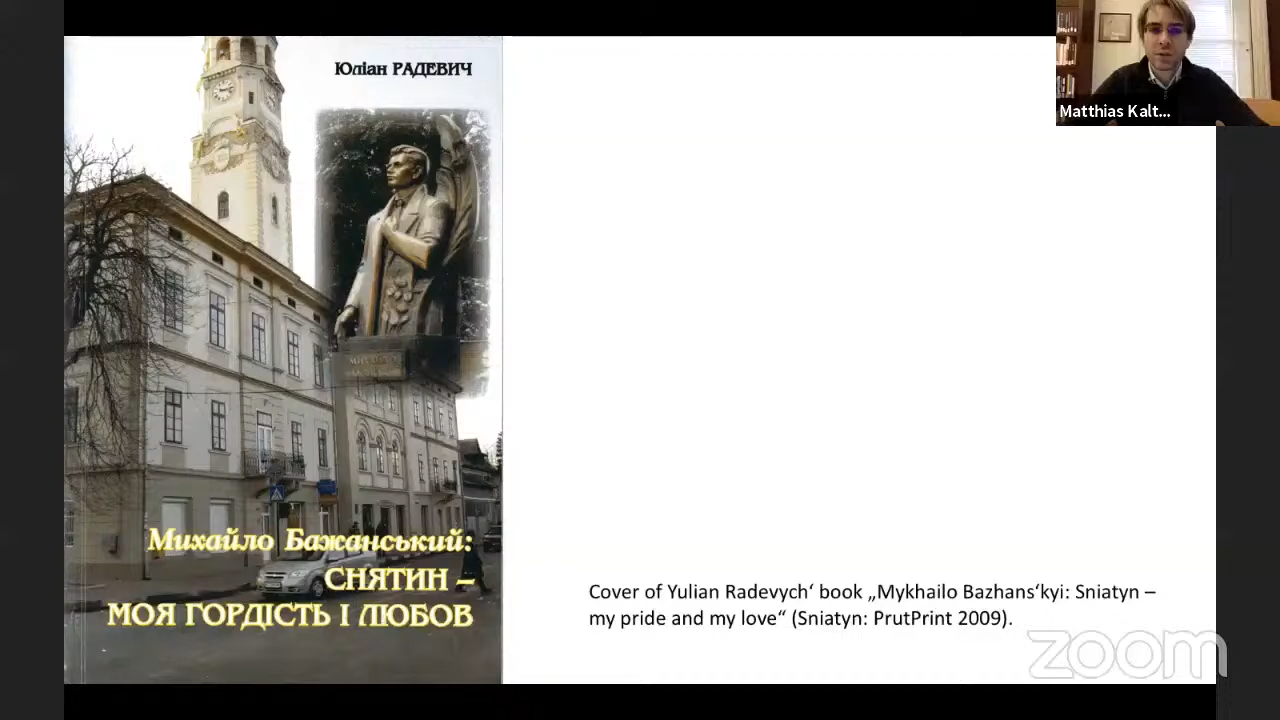 Юліан РАДЕВИЧ
Михайло Бажанський:
СНЯТИН –
МОЯ ГОРДІСТЬ І ЛЮБОВ
Cover of Yulian Radevych‘ book „Mykhailo Bazhans‘kyi: Sniatyn –
my pride and my love“ (Sniatyn: PrutPrint 2009).
Matthias Kalt...
zoom